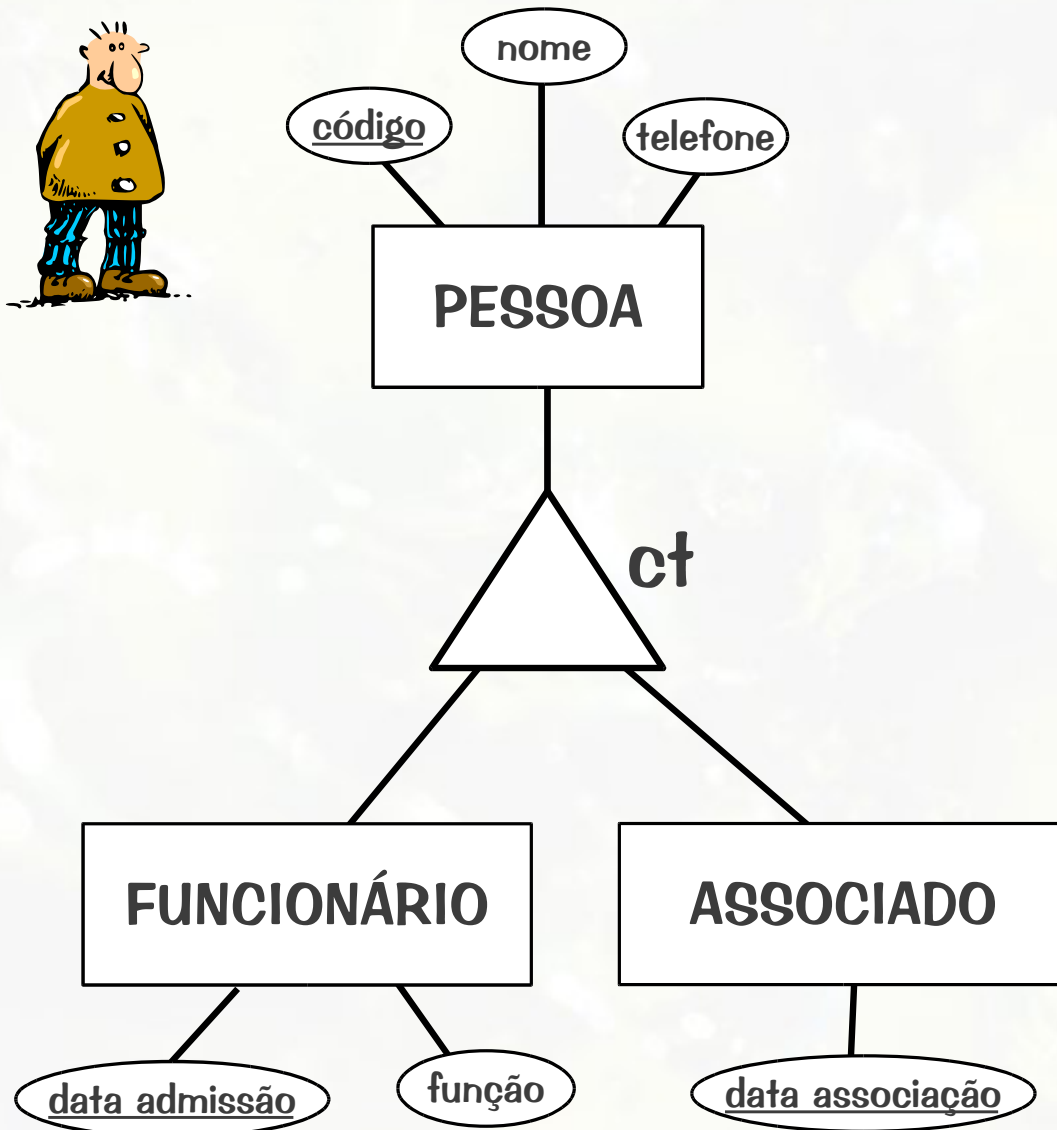 nome
código
telefone
PESSOA
ct
FUNCIONÁRIO
ASSOCIADO
data admissão
função
data associação